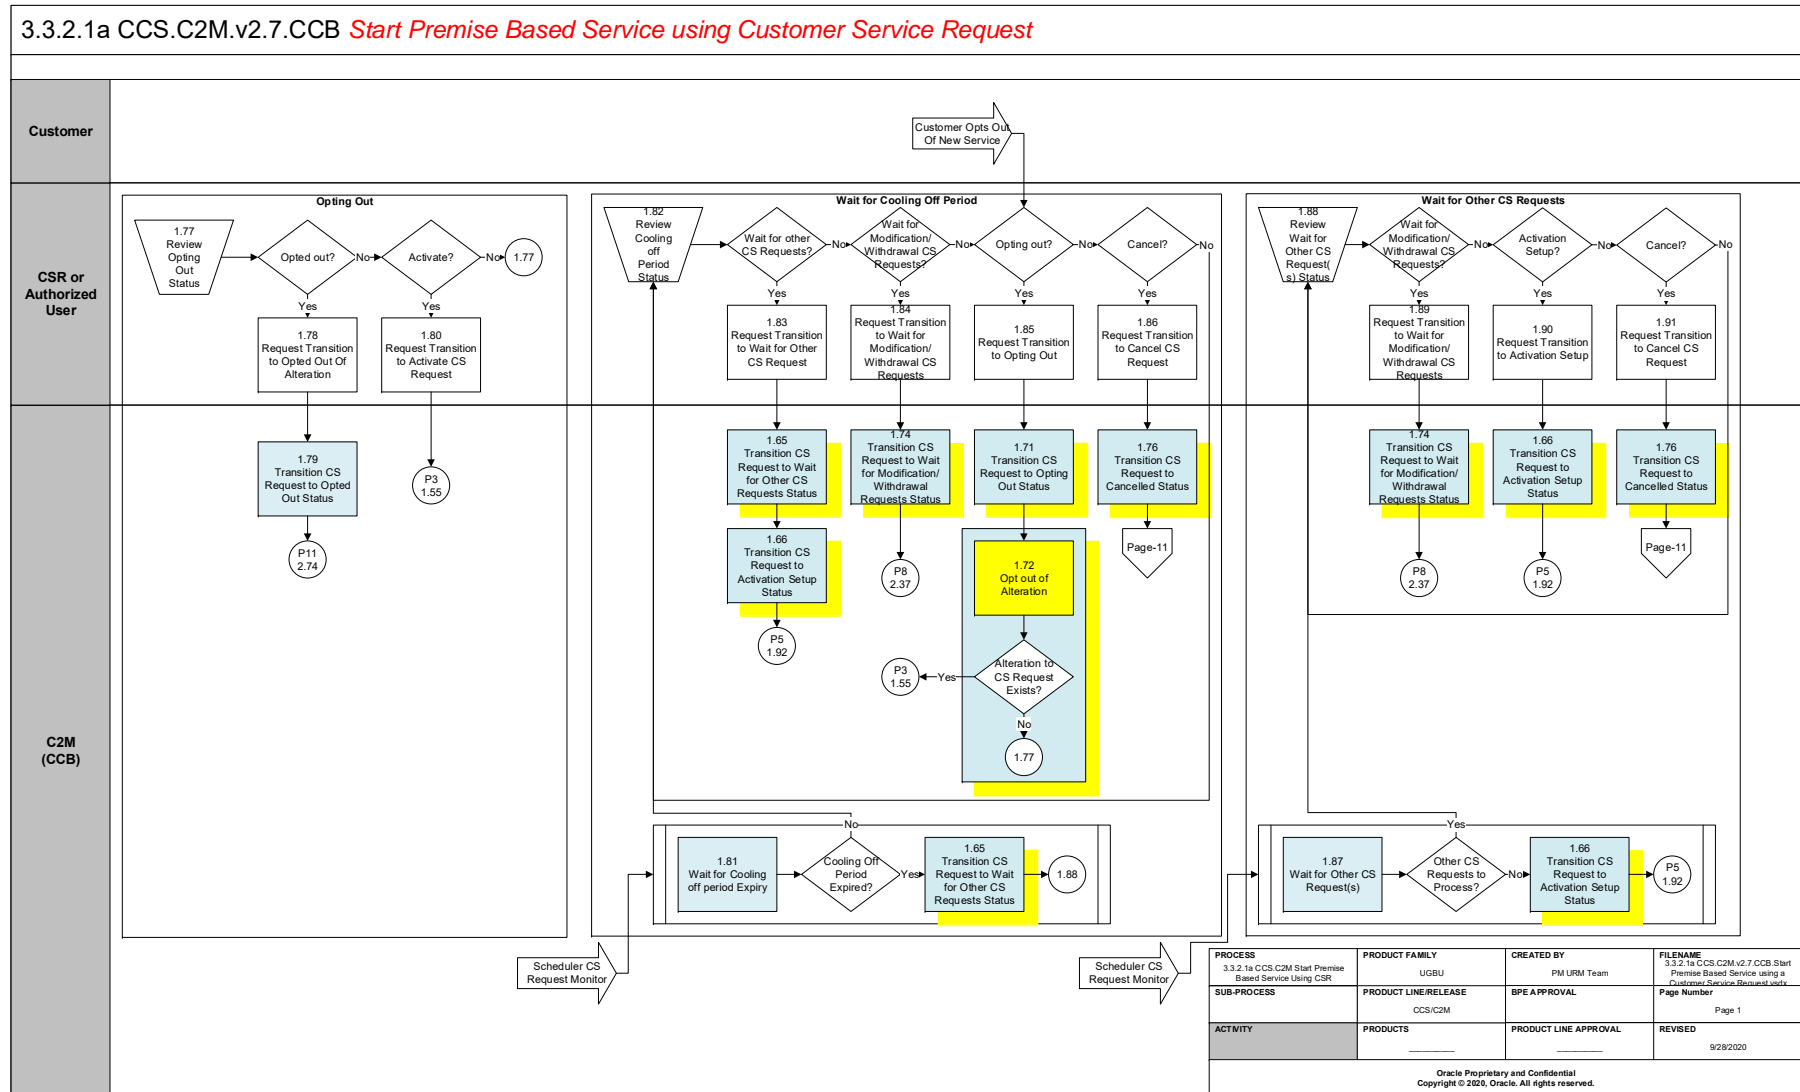 3.3.2.1a CCS.C2M.v2.7.CCB Start Premise Based Service using Customer Service Request
Customer
Customer Opts Out
Of New Service
CSR or
Authorized
User
Opting Out
1.77
Review
Opting
Out
Status
Opted out?
No
Activate?
No
1.77
Yes
Yes
1.78
Request Transition
to Opted Out Of
Alteration
1.80
Request Transition
to Activate CS
Request
Wait for Cooling Off Period
1.82
Review
Cooling
off
Period
Status
Wait for other
CS Requests?
No
Wait for
Modification/
Withdrawal CS
Requests?
No
Opting out?
No
Cancel?
No
Yes
Yes
Yes
Yes
1.83
Request Transition
to Wait for Other
CS Request
1.84
Request Transition
to Wait for
Modification/
Withdrawal CS
Requests
1.85
Request Transition
to Opting Out
1.86
Request Transition
to Cancel CS
Request
Wait for Other CS Requests
1.88
Review
Wait for
Other CS
Request(
s) Status
Wait for
Modification/
Withdrawal CS
Requests?
No
Activation
Setup?
No
Cancel?
No
Yes
Yes
Yes
1.89
Request Transition
to Wait for
Modification/
Withdrawal CS
Requests
1.90
Request Transition
to Activation Setup
1.91
Request Transition
to Cancel CS
Request
C2M
(CCB)
1.79
Transition CS
Request to Opted
Out Status
P11
2.74
P3
1.55
1.65
Transition CS
Request to Wait
for Other CS
Requests Status
1.74
Transition CS
Request to Wait
for Modification/
Withdrawal
Requests Status
1.71
Transition CS
Request to Opting
Out Status
1.76
Transition CS
Request to
Cancelled Status
1.66
Transition CS
Request to
Activation Setup
Status
P8
2.37
1.72
Opt out of
Alteration
Page-11
P5
1.92
P3
1.55
Yes
Alteration to
CS Request
Exists?
No
1.77
1.74
Transition CS
Request to Wait
for Modification/
Withdrawal
Requests Status
1.66
Transition CS
Request to
Activation Setup
Status
1.76
Transition CS
Request to
Cancelled Status
P8
2.37
P5
1.92
Page-11
No
1.81
Wait for Cooling
off period Expiry
Cooling Off
Period
Expired?
Yes
1.65
Transition CS
Request to Wait
for Other CS
Requests Status
1.88
Yes
1.87
Wait for Other CS
Request(s)
Other CS
Requests to
Process?
No
1.66
Transition CS
Request to
Activation Setup
Status
P5
1.92
Scheduler CS
Request Monitor
Scheduler CS
Request Monitor
PROCESS
3.3.2.1a CCS.C2M Start Premise
Based Service Using CSR
PRODUCT FAMILY
UGBU
CREATED BY
PM URM Team
FILENAME
3.3.2.1a CCS.C2M.v2.7.CCB.Start
Premise Based Service using a
Customer Service Request.vsdx
SUB-PROCESS
PRODUCT LINE/RELEASE
CCS/C2M
BPE APPROVAL
Page Number
Page 1
ACTIVITY
PRODUCTS
PRODUCT LINE APPROVAL
REVISED
9/28/2020
Oracle Proprietary and Confidential
Copyright © 2020, Oracle. All rights reserved.